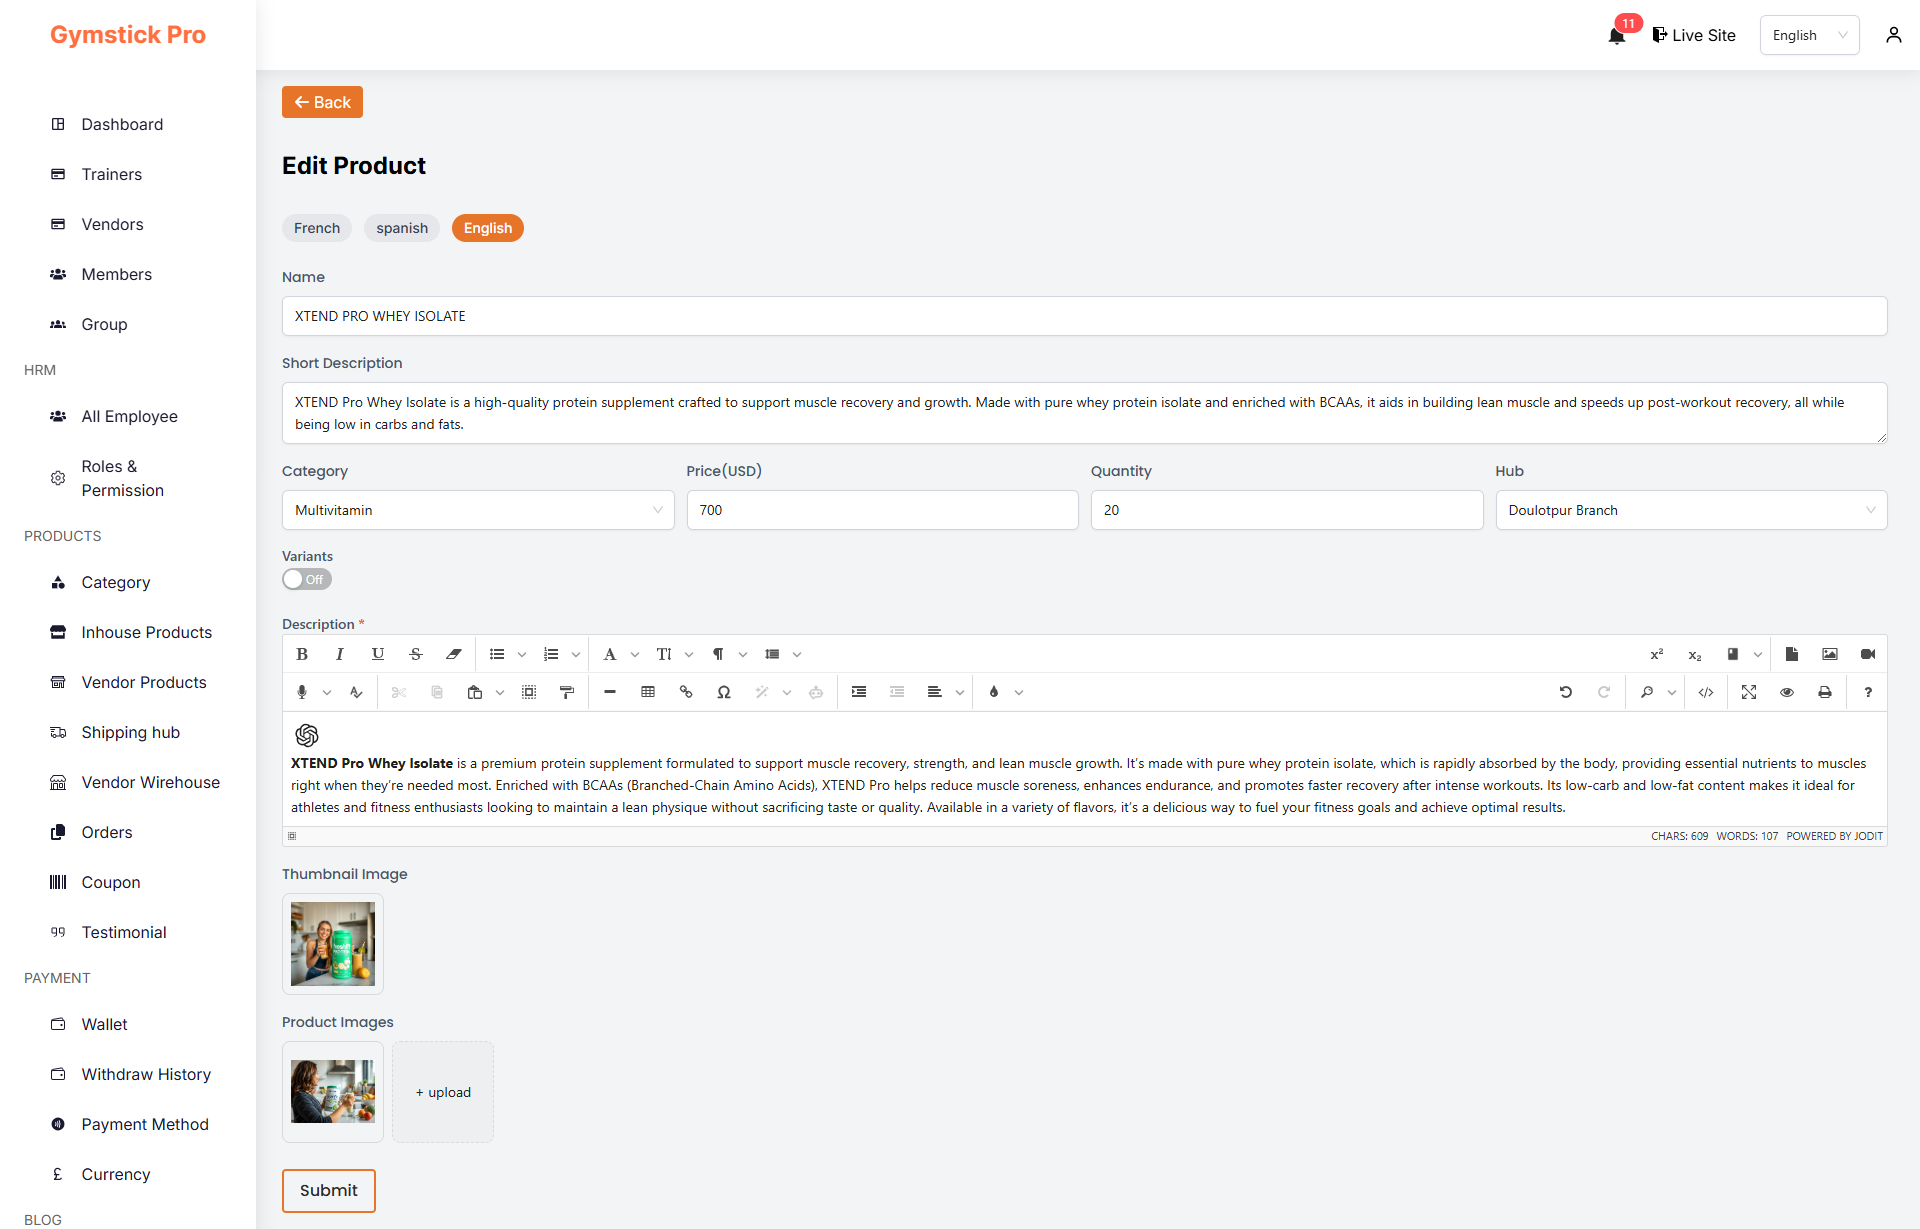 Gymstick Pro
11
Live Site
English
Dashboard
Trainers
Vendors
Members
Group
HRM
All Employee
Roles &
Permission
PRODUCTS
Category
Inhouse Products
Vendor Products
Shipping hub
Vendor Wirehouse
Orders
Coupon
Testimonial
PAYMENT
Wallet
Withdraw History
Payment Method
Currency
BLOG
Back
Edit Product
French
spanish
English
Name
XTEND PRO WHEY ISOLATE
Short Description
XTEND Pro Whey Isolate is a high-quality protein supplement crafted to support muscle recovery and growth. Made with pure whey protein isolate and enriched with BCAAs, it aids in building lean muscle and speeds up post-workout recovery, all while
being low in carbs and fats.
Category
Price(USD)
Quantity
Hub
Multivitamin
700
20
Doulotpur Branch
Variants
Off
Description *
XTEND Pro Whey Isolate is a premium protein supplement formulated to support muscle recovery, strength, and lean muscle growth. It’s made with pure whey protein isolate, which is rapidly absorbed by the body, providing essential nutrients to muscles
right when they’re needed most. Enriched with BCAAs (Branched-Chain Amino Acids), XTEND Pro helps reduce muscle soreness, enhances endurance, and promotes faster recovery after intense workouts. Its low-carb and low-fat content makes it ideal for
athletes and fitness enthusiasts looking to maintain a lean physique without sacrificing taste or quality. Available in a variety of flavors, it’s a delicious way to fuel your fitness goals and achieve optimal results.
CHARS: 609 WORDS: 107 POWERED BY JODIT
Thumbnail Image
Product Images
+ upload
Submit